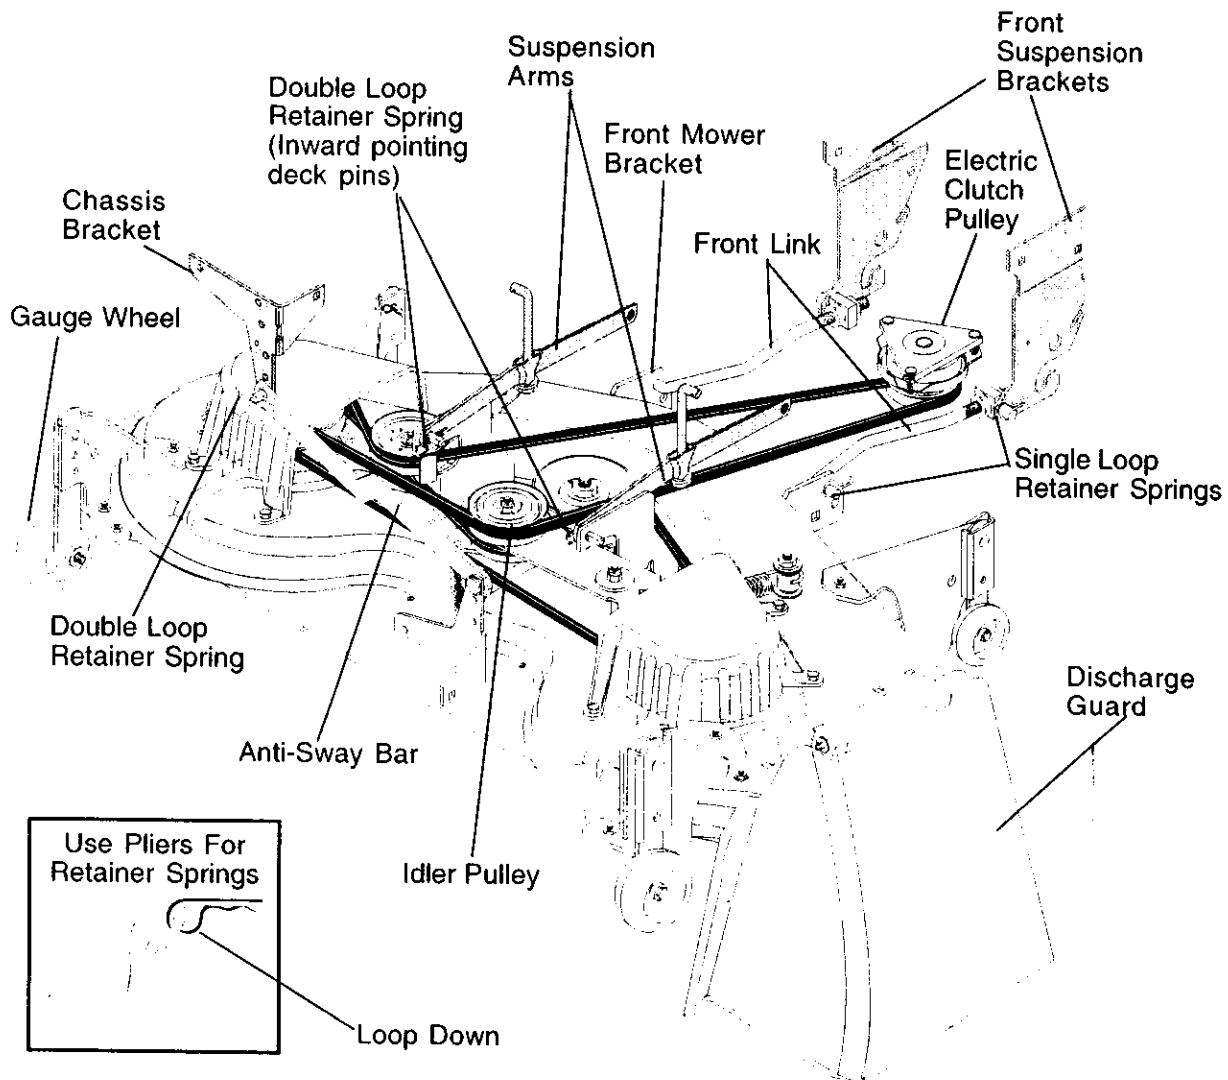 Front
Suspension
Brackets
Suspension
Arms
Double Loop
Retainer Spring
(Inward pointing
deck pins)
Front Mower
Bracket
Electric
Clutch
Pulley
Chassis
Bracket
Front Link
Gauge Wheel
Single Loop
Retainer Springs
Double Loop
Retainer Spring
Discharge
Guard
Anti-Sway Bar
Idler Pulley
Use Pliers For
Retainer Springs
Loop Down